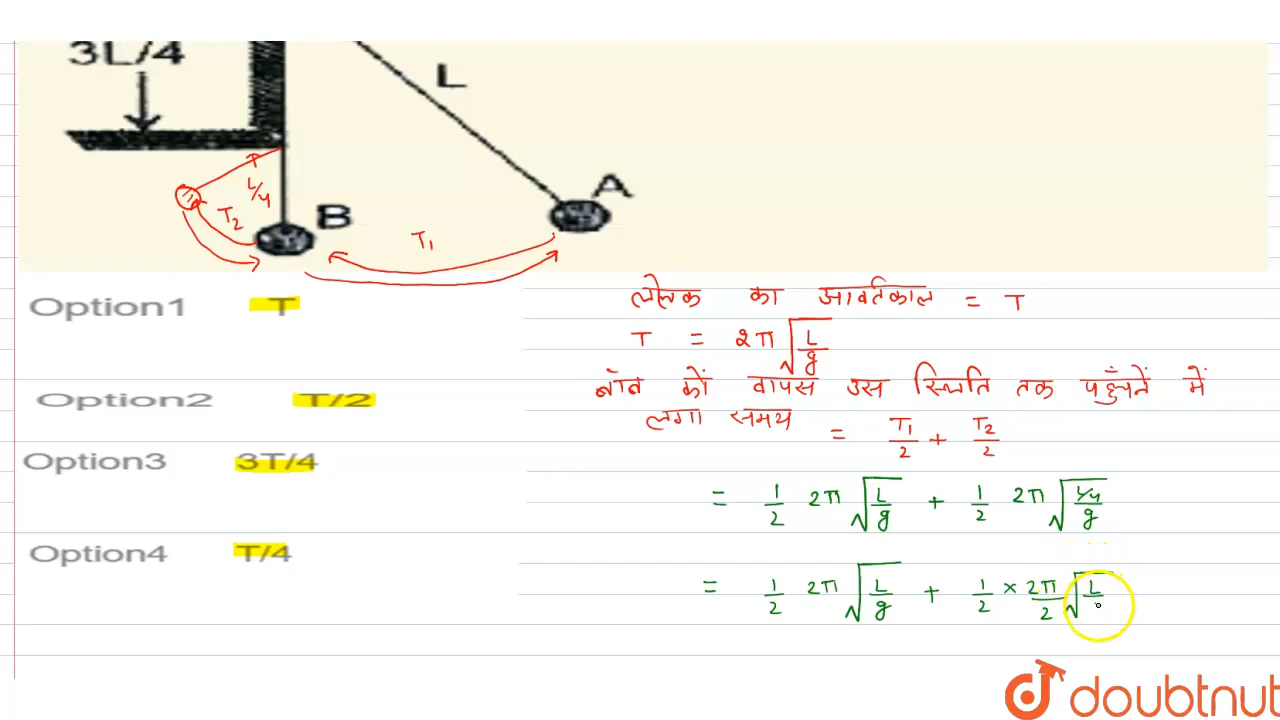 3L/4
L
A
B
L/4
T₂
T₁
Option1 T
लोलक का आवर्तकाल = T
T = 2π√(L/g)
Option2 T/2
बॉब कों वापस उस स्थिति तक पहुँचनें में
लगा समय = T₁/2 + T₂/2
Option3 3T/4
= 1/2 2π√(L/g) + 1/2 2π√((L/4)/g)
Option4 T/4
= 1/2 2π√(L/g) + 1/2 × 2π/2 √(L/
doubtnut